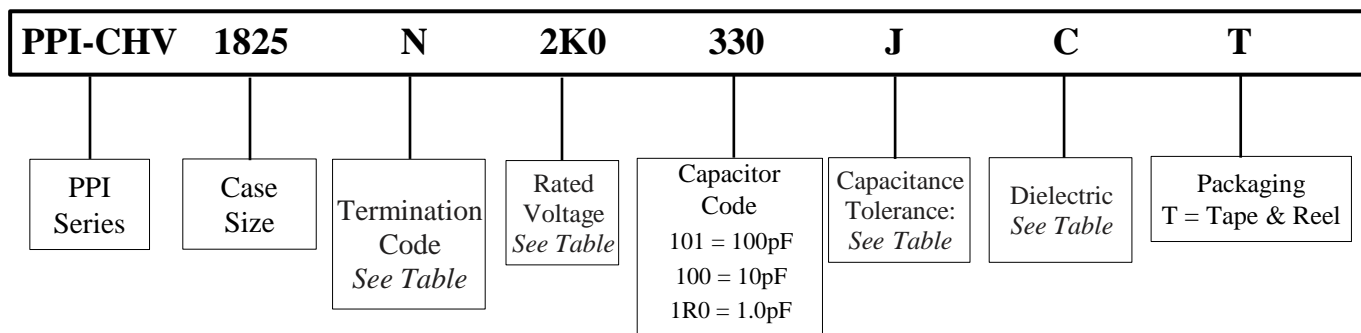 PPI-CHV 1825 N 2K0 330 J C T
PPI
Series
Case
Size
Termination
Code
See Table
Rated
Voltage
See Table
Capacitor
Code
101 = 100pF
100 = 10pF
1R0 = 1.0pF
Capacitance
Tolerance:
See Table
Dielectric
See Table
Packaging
T = Tape & Reel